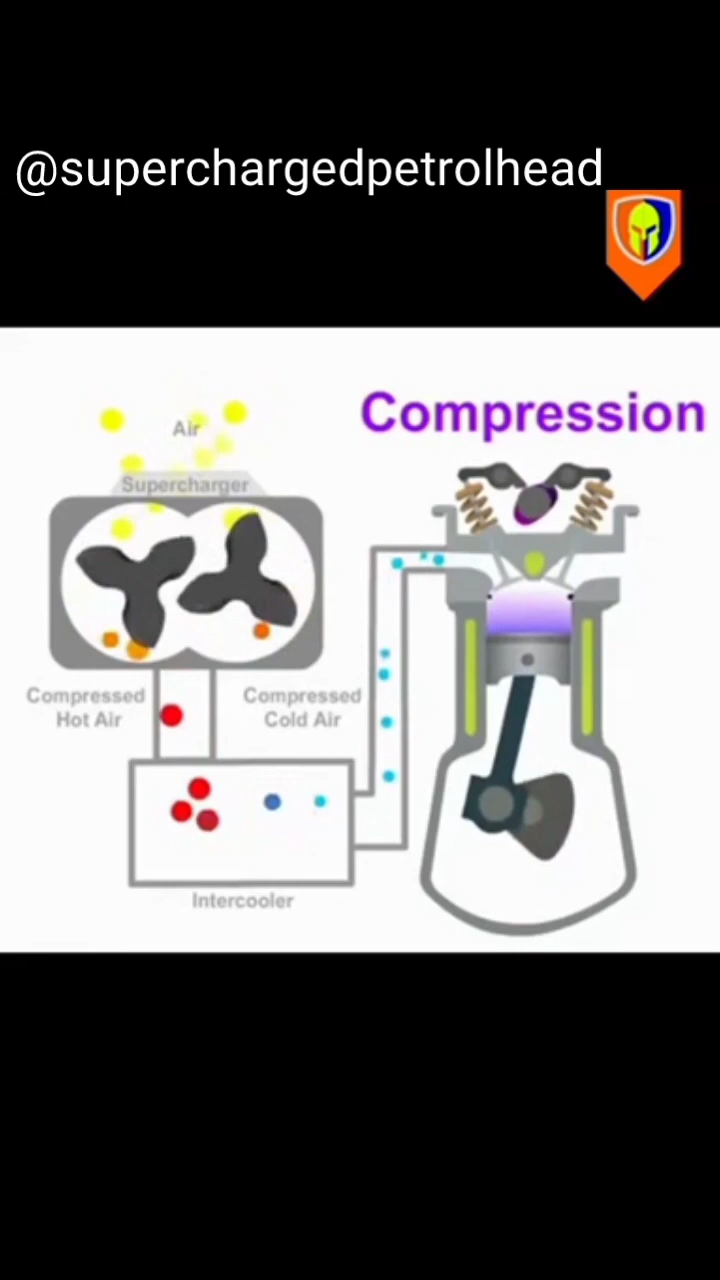 @superchargedpetrolhead
Compression
Air
Supercharger
Compressed
Hot Air
Compressed
Cold Air
Intercooler